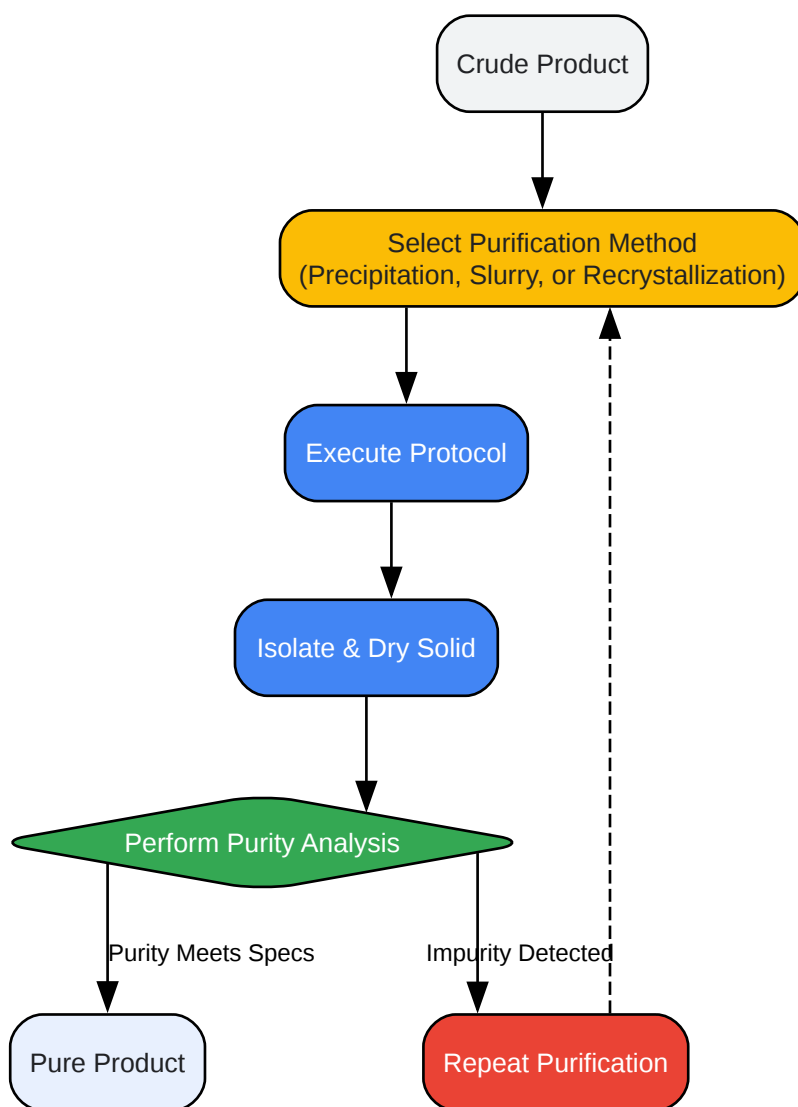 Crude Product
Select Purification Method
(Precipitation, Slurry, or Recrystallization)
Execute Protocol
Isolate & Dry Solid
Perform Purity Analysis
Purity Meets Specs
Impurity Detected
Pure Product
Repeat Purification